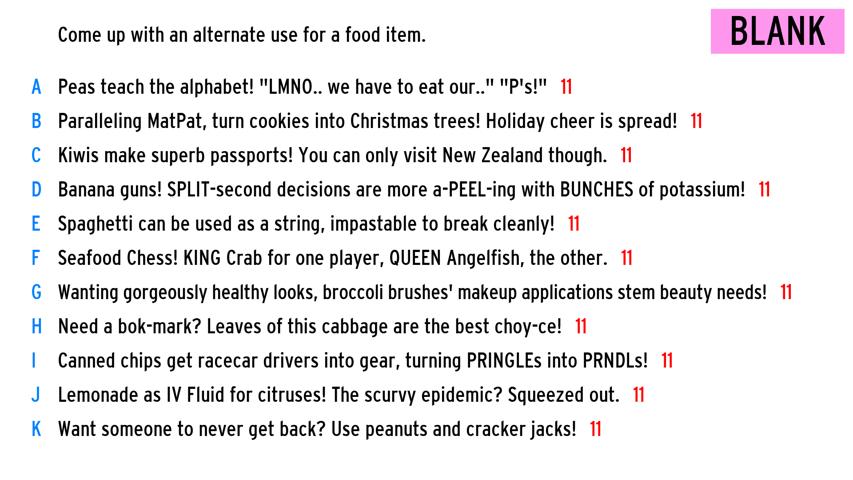 Come up with an alternate use for a food item.
BLANK
A Peas teach the alphabet! "LMNO.. we have to eat our.." "P's!" 11
B Paralleling MatPat, turn cookies into Christmas trees! Holiday cheer is spread! 11
C Kiwis make superb passports! You can only visit New Zealand though. 11
D Banana guns! SPLIT-second decisions are more a-PEEL-ing with BUNCHES of potassium! 11
E Spaghetti can be used as a string, impastable to break cleanly! 11
F Seafood Chess! KING Crab for one player, QUEEN Angelfish, the other. 11
G Wanting gorgeously healthy looks, broccoli brushes' makeup applications stem beauty needs! 11
H Need a bok-mark? Leaves of this cabbage are the best choy-ce! 11
I Canned chips get racecar drivers into gear, turning PRINGLEs into PRNDLs! 11
J Lemonade as IV Fluid for citruses! The scurvy epidemic? Squeezed out. 11
K Want someone to never get back? Use peanuts and cracker jacks! 11